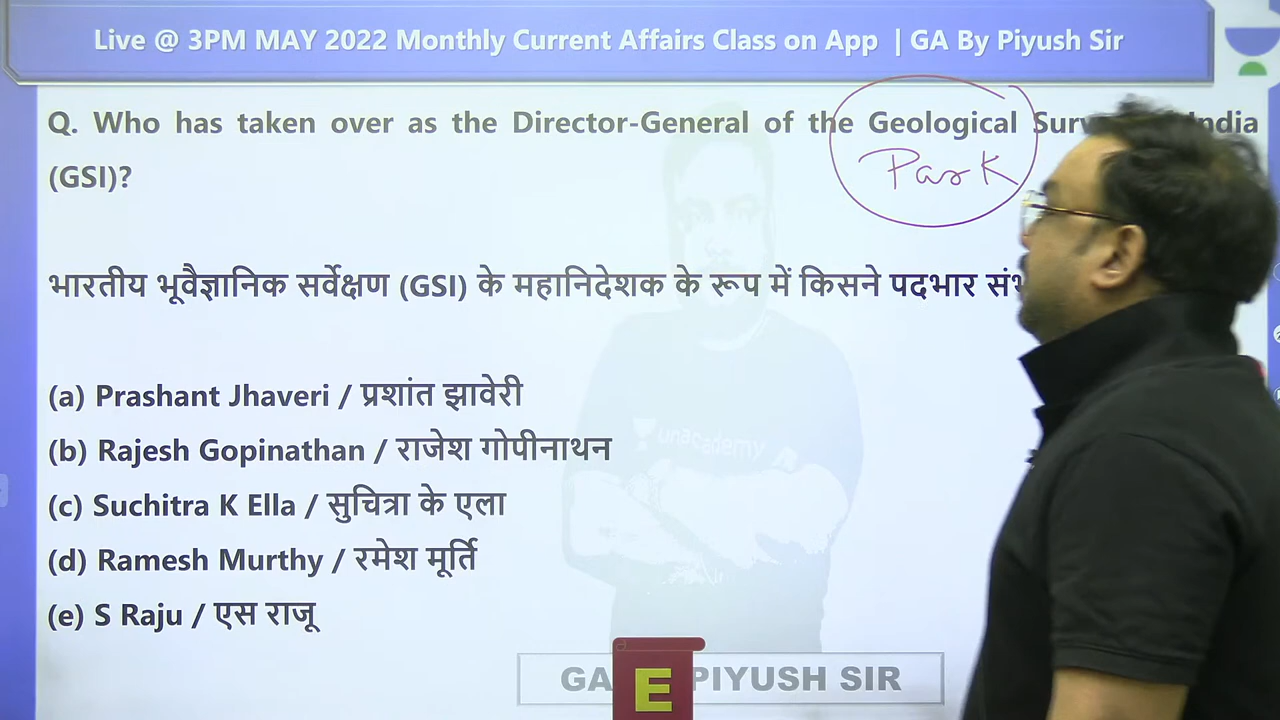 Live @ 3PM MAY 2022 Monthly Current Affairs Class on App | GA By Piyush Sir
Q. Who has taken over as the Director-General of the Geological India
(GSI)?
Park
भारतीय भूवैज्ञानिक सर्वेक्षण (GSI) के महानिदेशक के रूप में किसने पदभार
unacademy
(a) Prashant Jhaveri / प्रशांत झावेरी
(b) Rajesh Gopinathan / राजेश गोपीनाथन
(c) Suchitra K Ella / सुचित्रा के एला
(d) Ramesh Murthy / रमेश मूर्ति
(e) S Raju / एस राजू
GA PIYUSH SIR
E